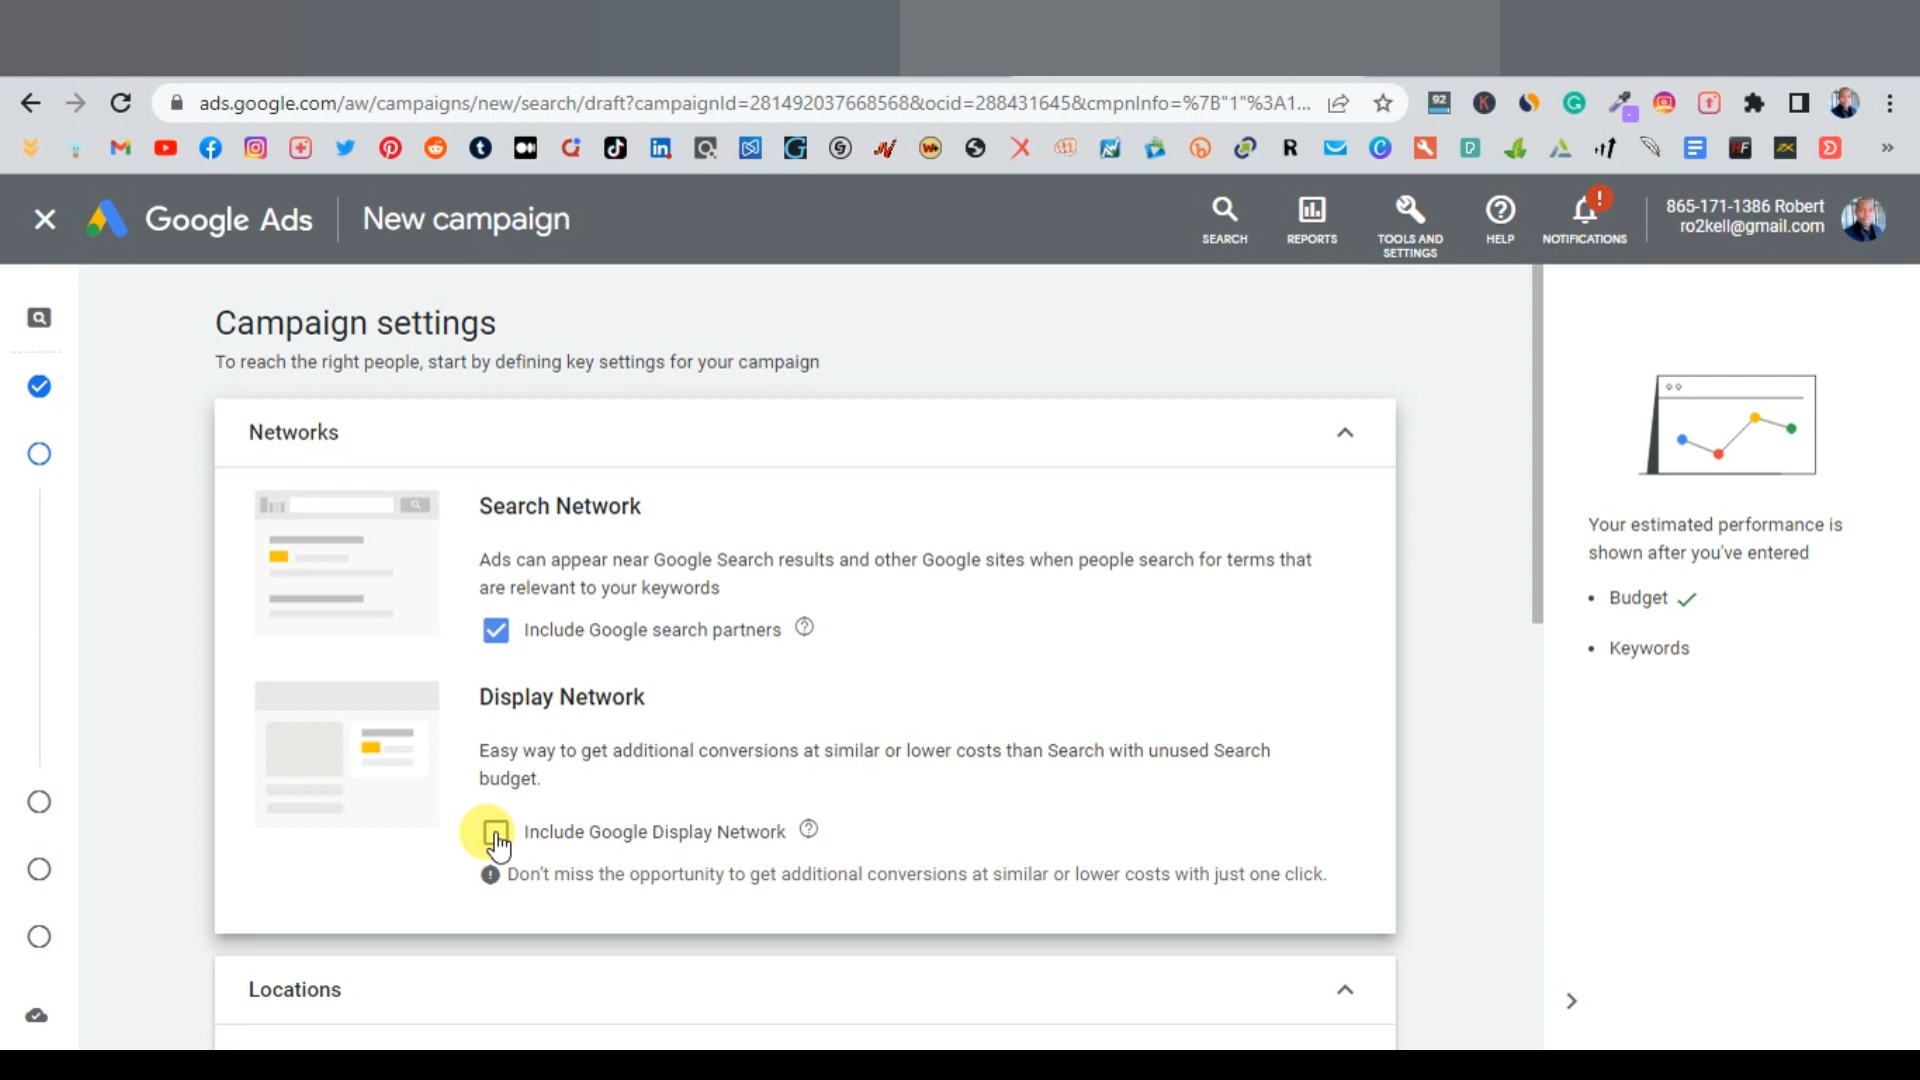 ads.google.com/aw/campaigns/new/search/draft?campaignId=281492037668568&ocid=288431645&cmpnInfo=%7B"1"%3A1...
92
Google Ads
New campaign
SEARCH
REPORTS
TOOLS AND
SETTINGS
HELP
NOTIFICATIONS
865-171-1386 Robert
ro2kell@gmail.com
Campaign settings
To reach the right people, start by defining key settings for your campaign
Networks
Search Network
Ads can appear near Google Search results and other Google sites when people search for terms that
are relevant to your keywords
Include Google search partners
Display Network
Easy way to get additional conversions at similar or lower costs than Search with unused Search
budget.
Include Google Display Network
Don't miss the opportunity to get additional conversions at similar or lower costs with just one click.
Locations
Your estimated performance is
shown after you've entered
• Budget
• Keywords